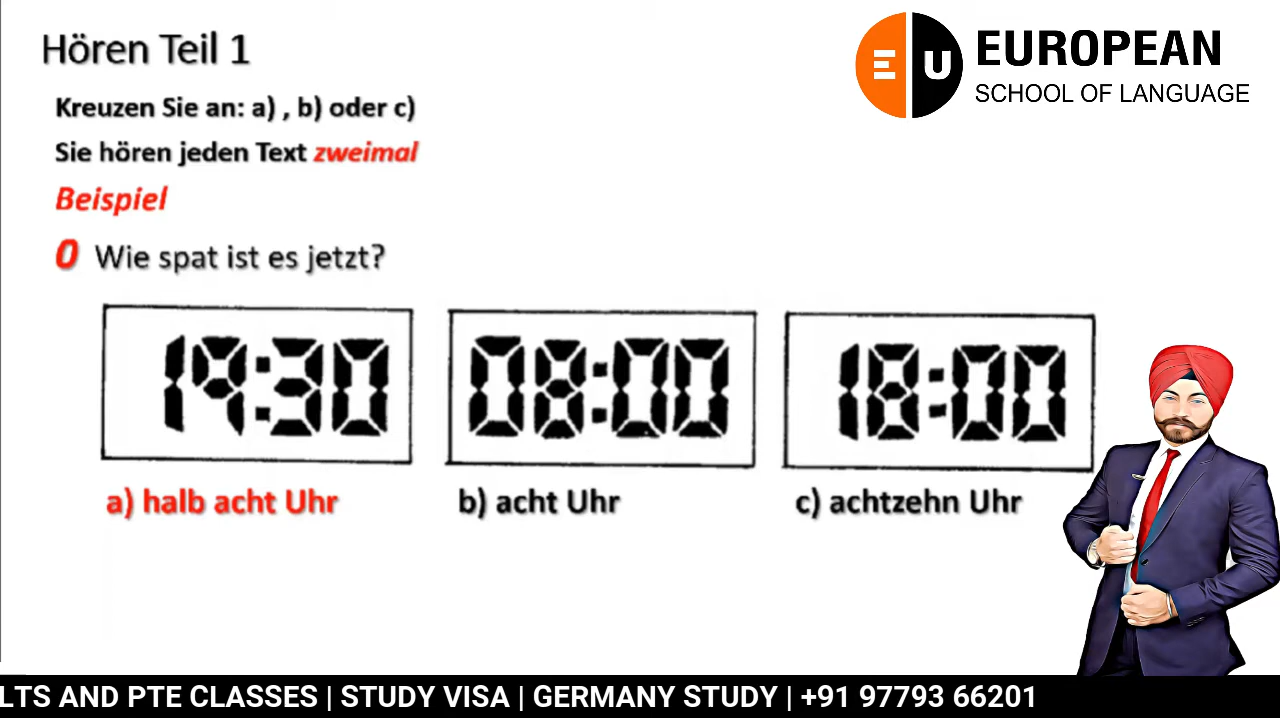 Hören Teil 1
EU EUROPEAN
SCHOOL OF LANGUAGE
Kreuzen Sie an: a) , b) oder c)
Sie hören jeden Text zweimal
Beispiel
0 Wie spat ist es jetzt?
19:30 08:00 18:00
a) halb acht Uhr b) acht Uhr c) achtzehn Uhr
LTS AND PTE CLASSES | STUDY VISA | GERMANY STUDY | +91 97793 66201